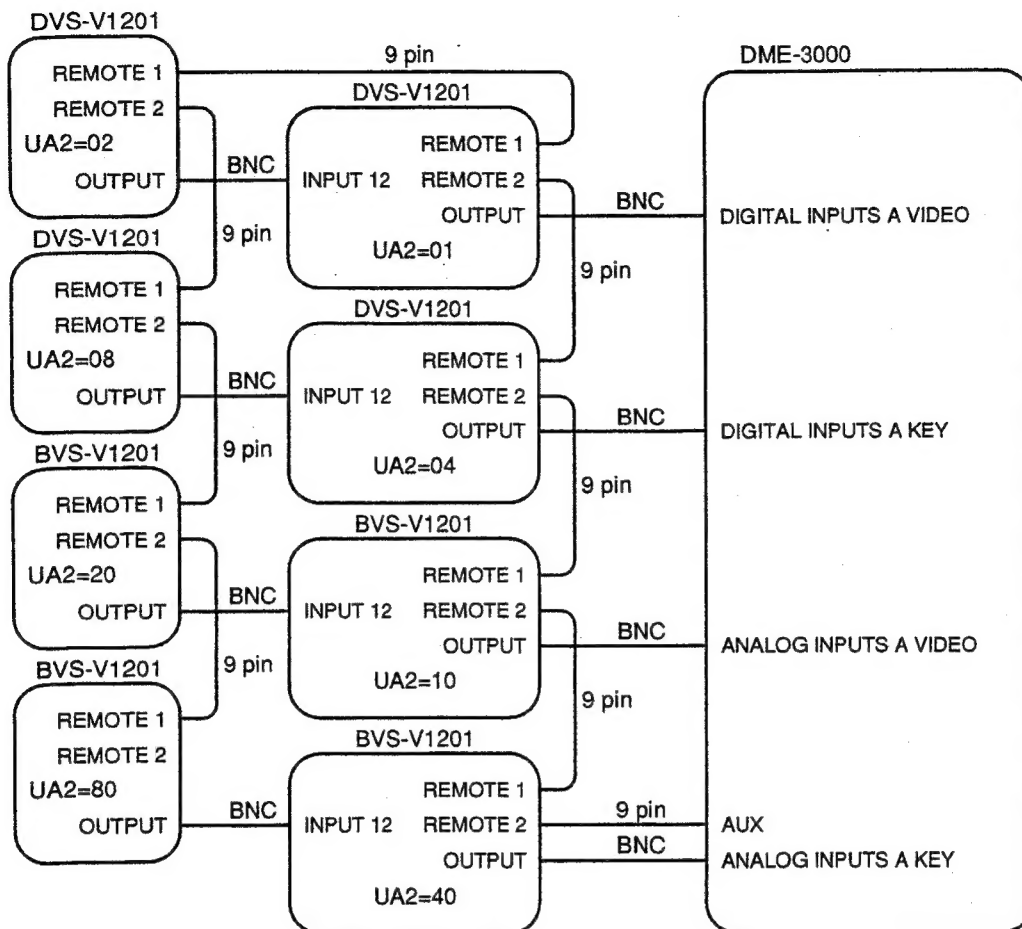 DVS-V1201
REMOTE 1
REMOTE 2
UA2=02
OUTPUT
9 pin
BNC
9 pin
DVS-V1201
REMOTE 1
INPUT 12
REMOTE 2
OUTPUT
UA2=01
BNC
9 pin
DME-3000
DIGITAL INPUTS A VIDEO
DVS-V1201
REMOTE 1
REMOTE 2
UA2=08
OUTPUT
BNC
9 pin
DVS-V1201
REMOTE 1
INPUT 12
REMOTE 2
OUTPUT
UA2=04
BNC
9 pin
DIGITAL INPUTS A KEY
BVS-V1201
REMOTE 1
REMOTE 2
UA2=20
OUTPUT
BNC
9 pin
BVS-V1201
REMOTE 1
INPUT 12
REMOTE 2
OUTPUT
UA2=10
BNC
9 pin
ANALOG INPUTS A VIDEO
BVS-V1201
REMOTE 1
REMOTE 2
UA2=80
OUTPUT
BNC
BVS-V1201
REMOTE 1
INPUT 12
REMOTE 2
OUTPUT
UA2=40
9 pin
BNC
AUX
ANALOG INPUTS A KEY